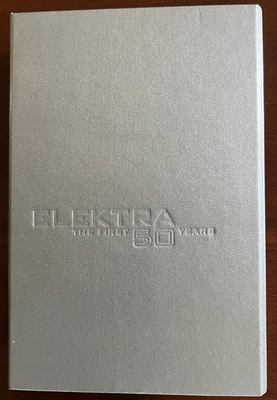 ELEKTRA
THE FIRST 50 YEARS